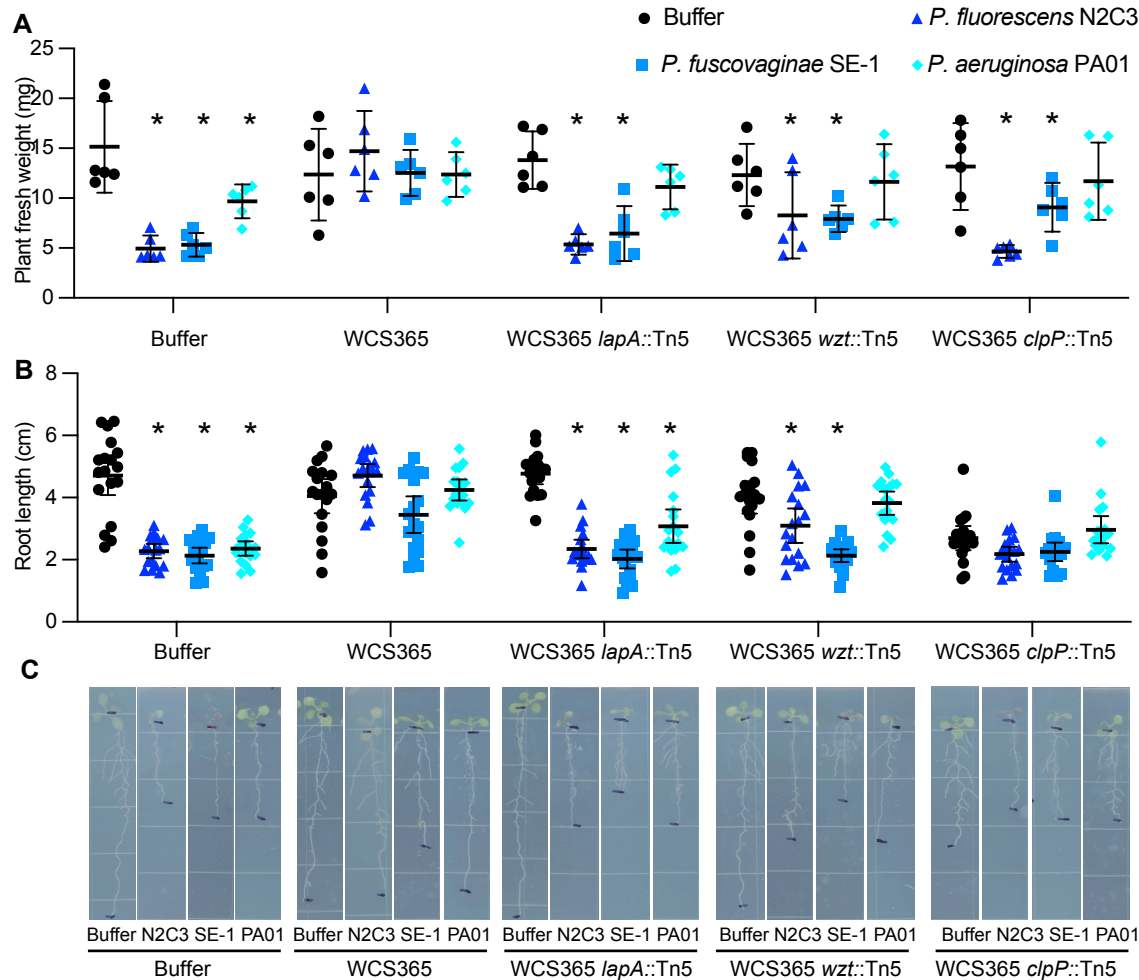 A
Buffer
P. fluorescens N2C3
P. fuscovaginae SE-1
P. aeruginosa PA01
Plant fresh weight (mg)
25
20
15
10
5
0
* * *
* *
* *
* *
Buffer WCS365 WCS365 lapA::Tn5 WCS365 wzt::Tn5 WCS365 clpP::Tn5
B
Root length (cm)
8
6
4
2
0
* * *
* * *
* *
Buffer WCS365 WCS365 lapA::Tn5 WCS365 wzt::Tn5 WCS365 clpP::Tn5
C
Buffer N2C3 SE-1 PA01 Buffer N2C3 SE-1 PA01 Buffer N2C3 SE-1 PA01 Buffer N2C3 SE-1 PA01 Buffer N2C3 SE-1 PA01
Buffer WCS365 WCS365 lapA::Tn5 WCS365 wzt::Tn5 WCS365 clpP::Tn5